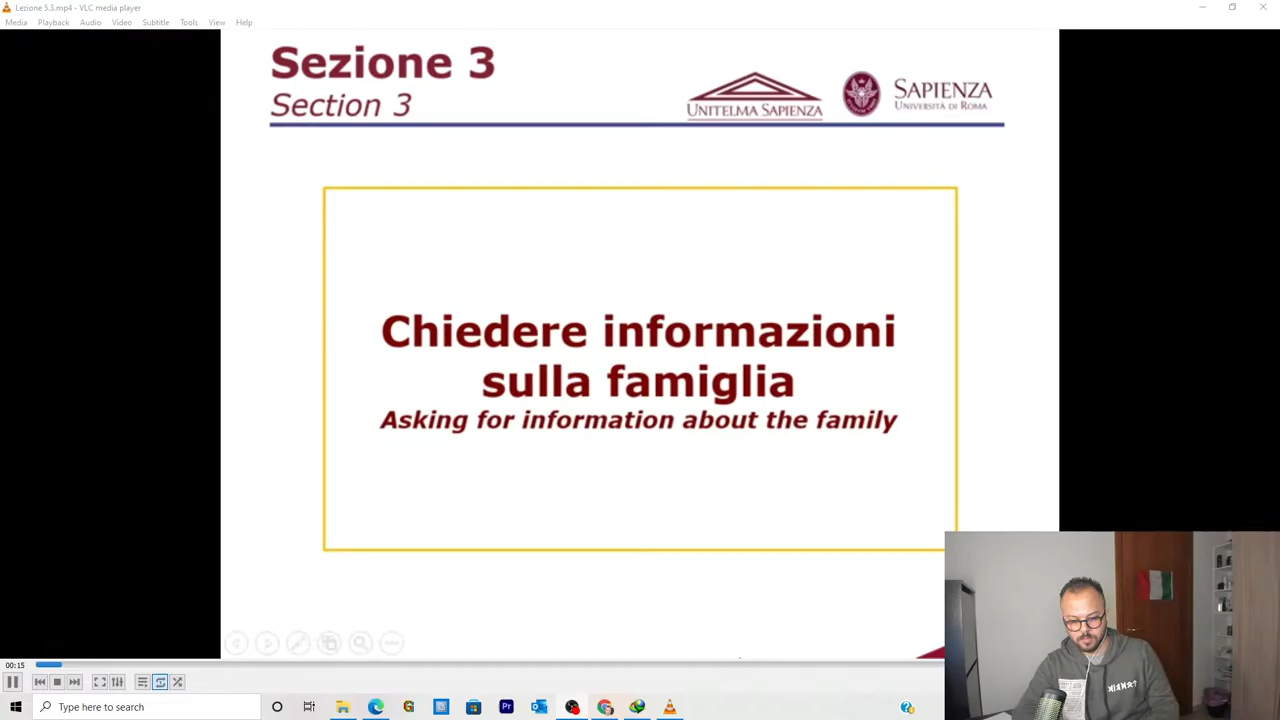 Lezione 5.3.mp4 - VLC media player
Media Playback Audio Video Subtitle Tools View Help
Sezione 3
Section 3
UNITELMA SAPIENZA
SAPIENZA
UNIVERSITÀ DI ROMA
Chiedere informazioni
sulla famiglia
Asking for information about the family
00:15
Type here to search